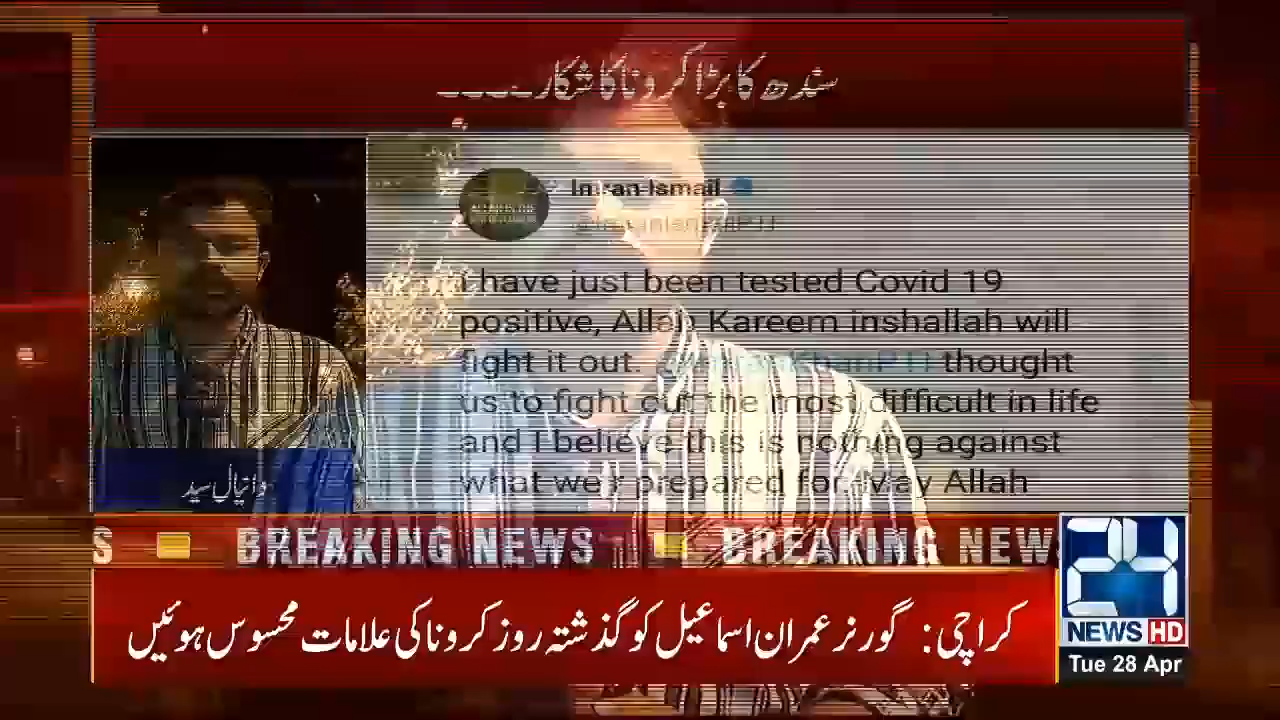 سندھ کا بڑا کرونا کا شکار۔۔۔۔
Imran Ismail
I have just been tested Covid 19
positive, Allah Kareem inshallah will
fight it out. thought
us to fight out the most difficult in life
and I believe this is nothing against
what we prepared for. May Allah
دانیال سید
S BREAKING NEWS BREAKING NEWS
24
NEWS HD
کراچی: گورنر عمران اسماعیل کو گذشتہ روز کرونا کی علامات محسوس ہوئیں
Tue 28 Apr